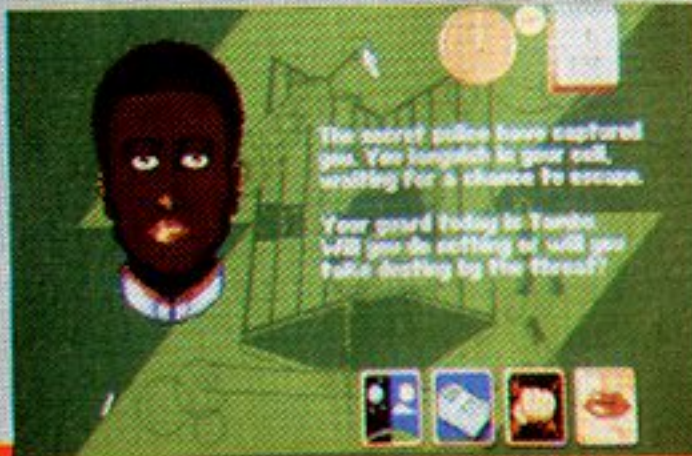 The secret police have captured
you. You languish in your cell,
waiting for a chance to escape.
Your guard today is Tombo.
Will you do nothing or will you
take destiny by the throat?